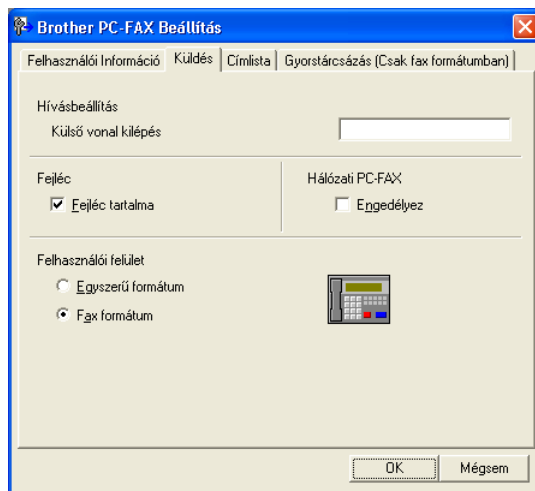 Brother PC-FAX Beállítás
Felhasználói Információ Küldés Címlista Gyorstárcsázás (Csak fax formátumban)
Hívásbeállítás
Külső vonal kilépés
Fejléc Hálózati PC-FAX
Fejléc tartalma Engedélyez
Felhasználói felület
Egyszerű formátum
Fax formátum
OK Mégsem